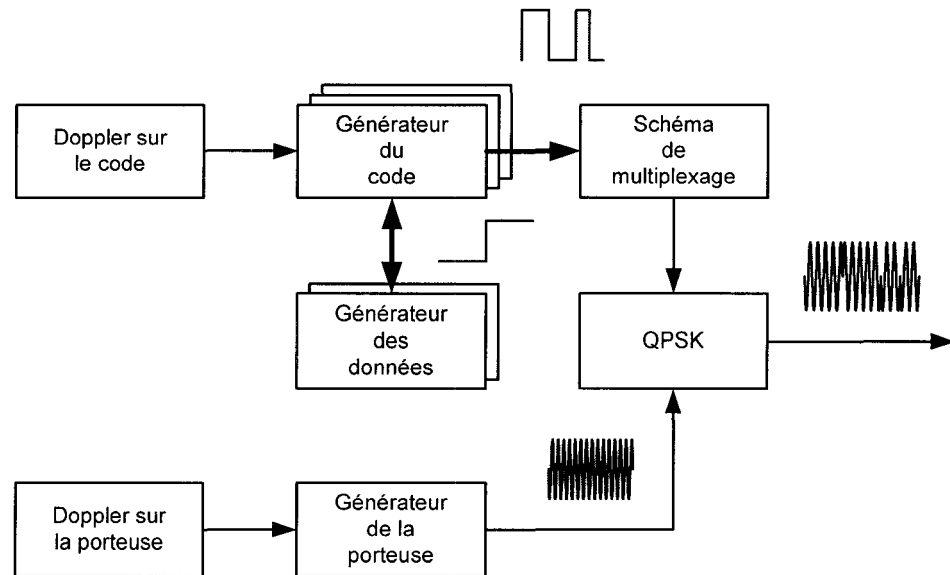 Doppler sur
le code
Générateur
du
code
Schéma
de
multiplexage
Générateur
des
données
QPSK
Doppler sur
la porteuse
Générateur
de la
porteuse